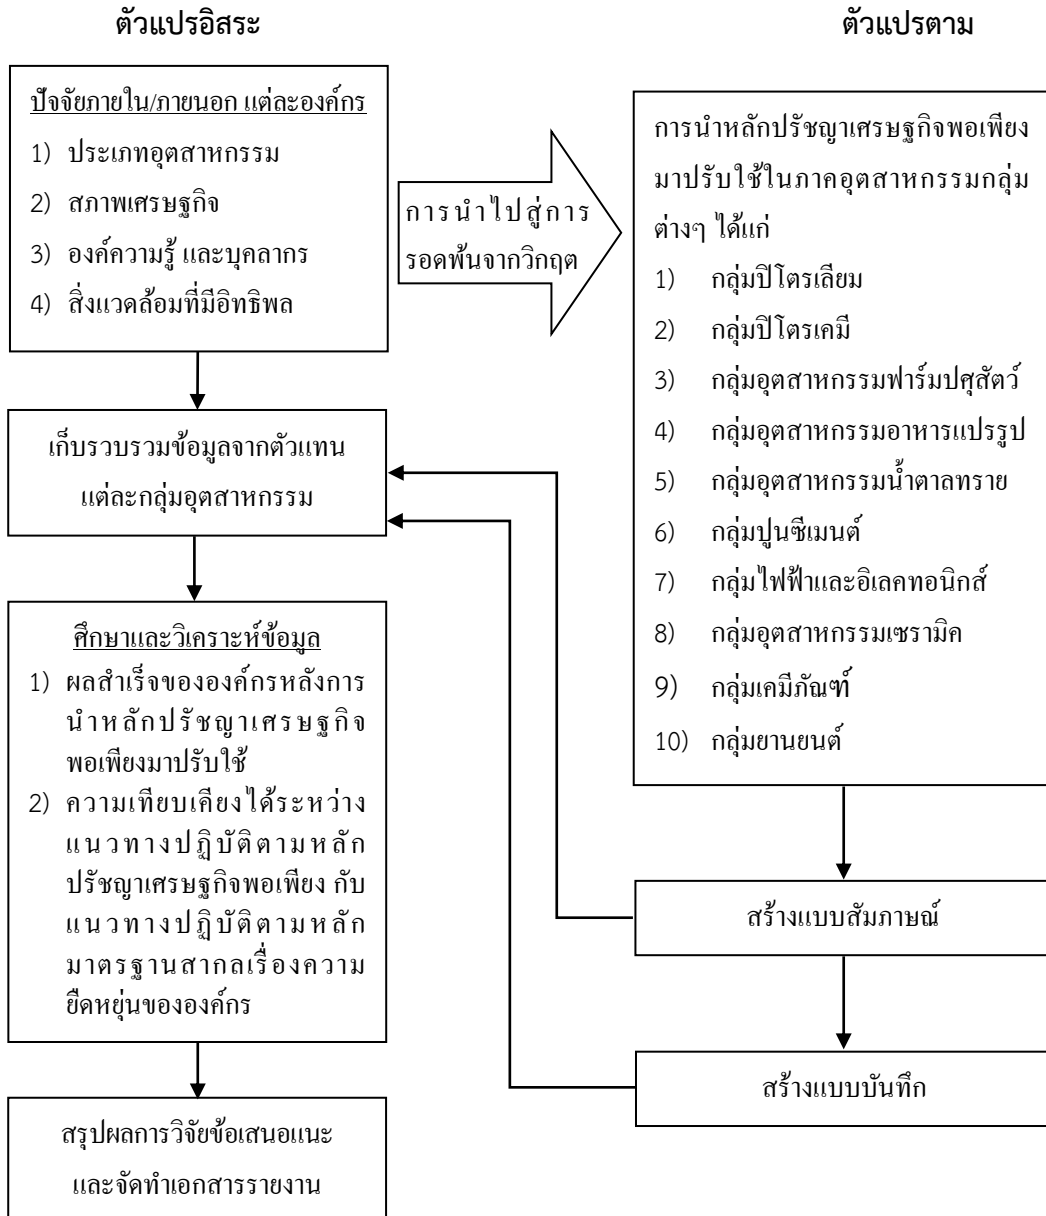 ตัวแปรอิสระ
ปัจจัยภายใน/ภายนอก แต่ละองค์กร
1) ประเภทอุตสาหกรรม
2) สภาพเศรษฐกิจ
3) องค์ความรู้ และบุคลากร
4) สิ่งแวดล้อมที่มีอิทธิพล
การนำไปสู่การ
รอดพ้นจากวิกฤต
ตัวแปรตาม
การนำหลักปรัชญาเศรษฐกิจพอเพียง
มาปรับใช้ในภาคอุตสาหกรรมกลุ่ม
ต่างๆ ได้แก่
1) กลุ่มปิโตรเลียม
2) กลุ่มปิโตรเคมี
3) กลุ่มอุตสาหกรรมฟาร์มปศุสัตว์
4) กลุ่มอุตสาหกรรมอาหารแปรรูป
5) กลุ่มอุตสาหกรรมน้ำตาลทราย
6) กลุ่มปูนซีเมนต์
7) กลุ่มไฟฟ้าและอิเลคทอนิกส์
8) กลุ่มอุตสาหกรรมเซรามิค
9) กลุ่มเคมีภัณฑ์
10) กลุ่มยานยนต์
สร้างแบบสัมภาษณ์
สร้างแบบบันทึก
เก็บรวบรวมข้อมูลจากตัวแทน
แต่ละกลุ่มอุตสาหกรรม
ศึกษาและวิเคราะห์ข้อมูล
1) ผลสำเร็จขององค์กรหลังการ
นำหลักปรัชญาเศรษฐกิจ
พอเพียงมาปรับใช้
2) ความเทียบเคียงได้ระหว่าง
แนวทางปฏิบัติตามหลัก
ปรัชญาเศรษฐกิจพอเพียง กับ
แนวทางปฏิบัติตามหลัก
มาตรฐานสากลเรื่องความ
ยืดหยุ่นขององค์กร
สรุปผลการวิจัยข้อเสนอแนะ
และจัดทำเอกสารรายงาน